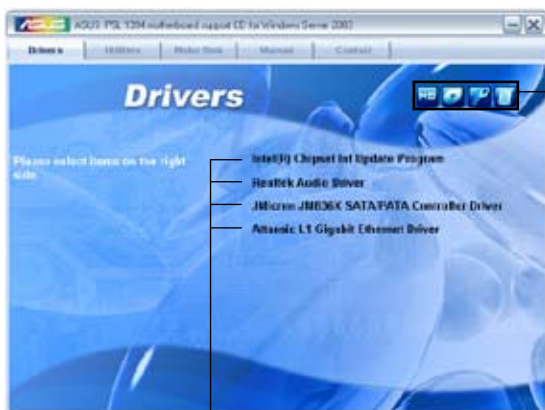 ASUS
ASUS P5L 1394 motherboard support CD for Windows Server 2003
Drivers
Utilities
Make Disk
Manual
Contact
Drivers
Please select items on the right
side.
Intel(R) Chipset Inf Update Program
Realtek Audio Driver
JMicron JMB36X SATA/PATA Controller Driver
Attansic L1 Gigabit Ethernet Driver